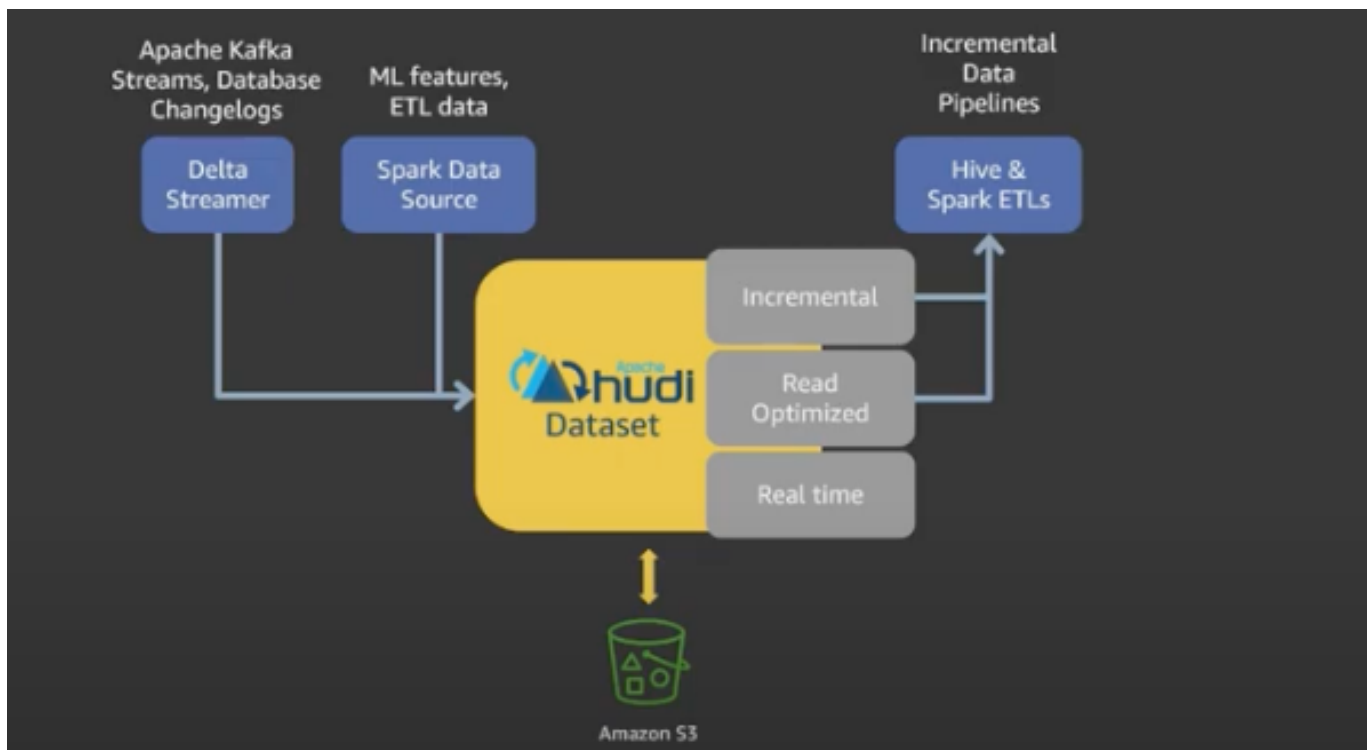 Apache Kafka
Streams, Database
Changelogs
ML features,
ETL data
Incremental
Data
Pipelines
Delta
Streamer
Spark Data
Source
Hive &
Spark ETLs
Incremental
Apache
hudi
Dataset
Read
Optimized
Real time
Amazon S3